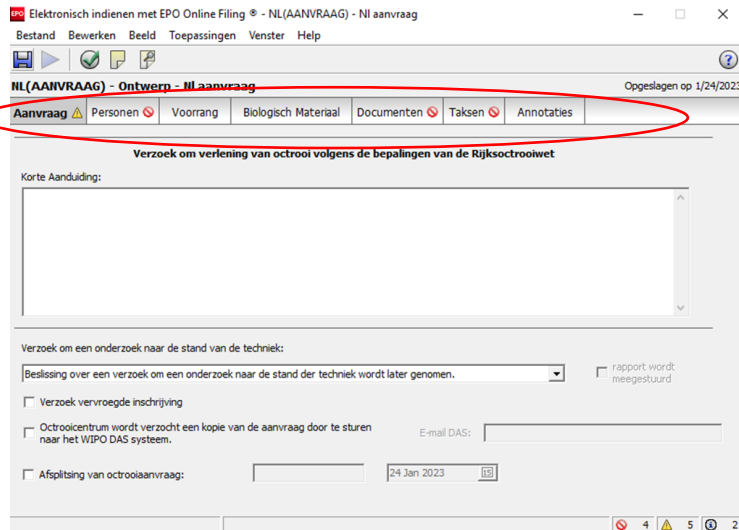 EPO Elektronisch indienen met EPO Online Filing ® - NL(AANVRAAG) - Nl aanvraag
Bestand Bewerken Beeld Toepassingen Venster Help
NL(AANVRAAG) - Ontwerp - Nl aanvraag Opgeslagen op 1/24/2023
Aanvraag Personen Voorrang Biologisch Materiaal Documenten Taksen Annotaties
Verzoek om verlening van octrooi volgens de bepalingen van de Rijksoctrooiwet
Korte Aanduiding:
Verzoek om een onderzoek naar de stand van de techniek:
Beslissing over een verzoek om een onderzoek naar de stand der techniek wordt later genomen.
rapport wordt
meegestuurd
Verzoek vervroegde inschrijving
Octrooicentrum wordt verzocht een kopie van de aanvraag door te sturen
naar het WIPO DAS systeem.
E-mail DAS:
Afsplitsing van octrooiaanvraag: 24 Jan 2023 15
4 5 2